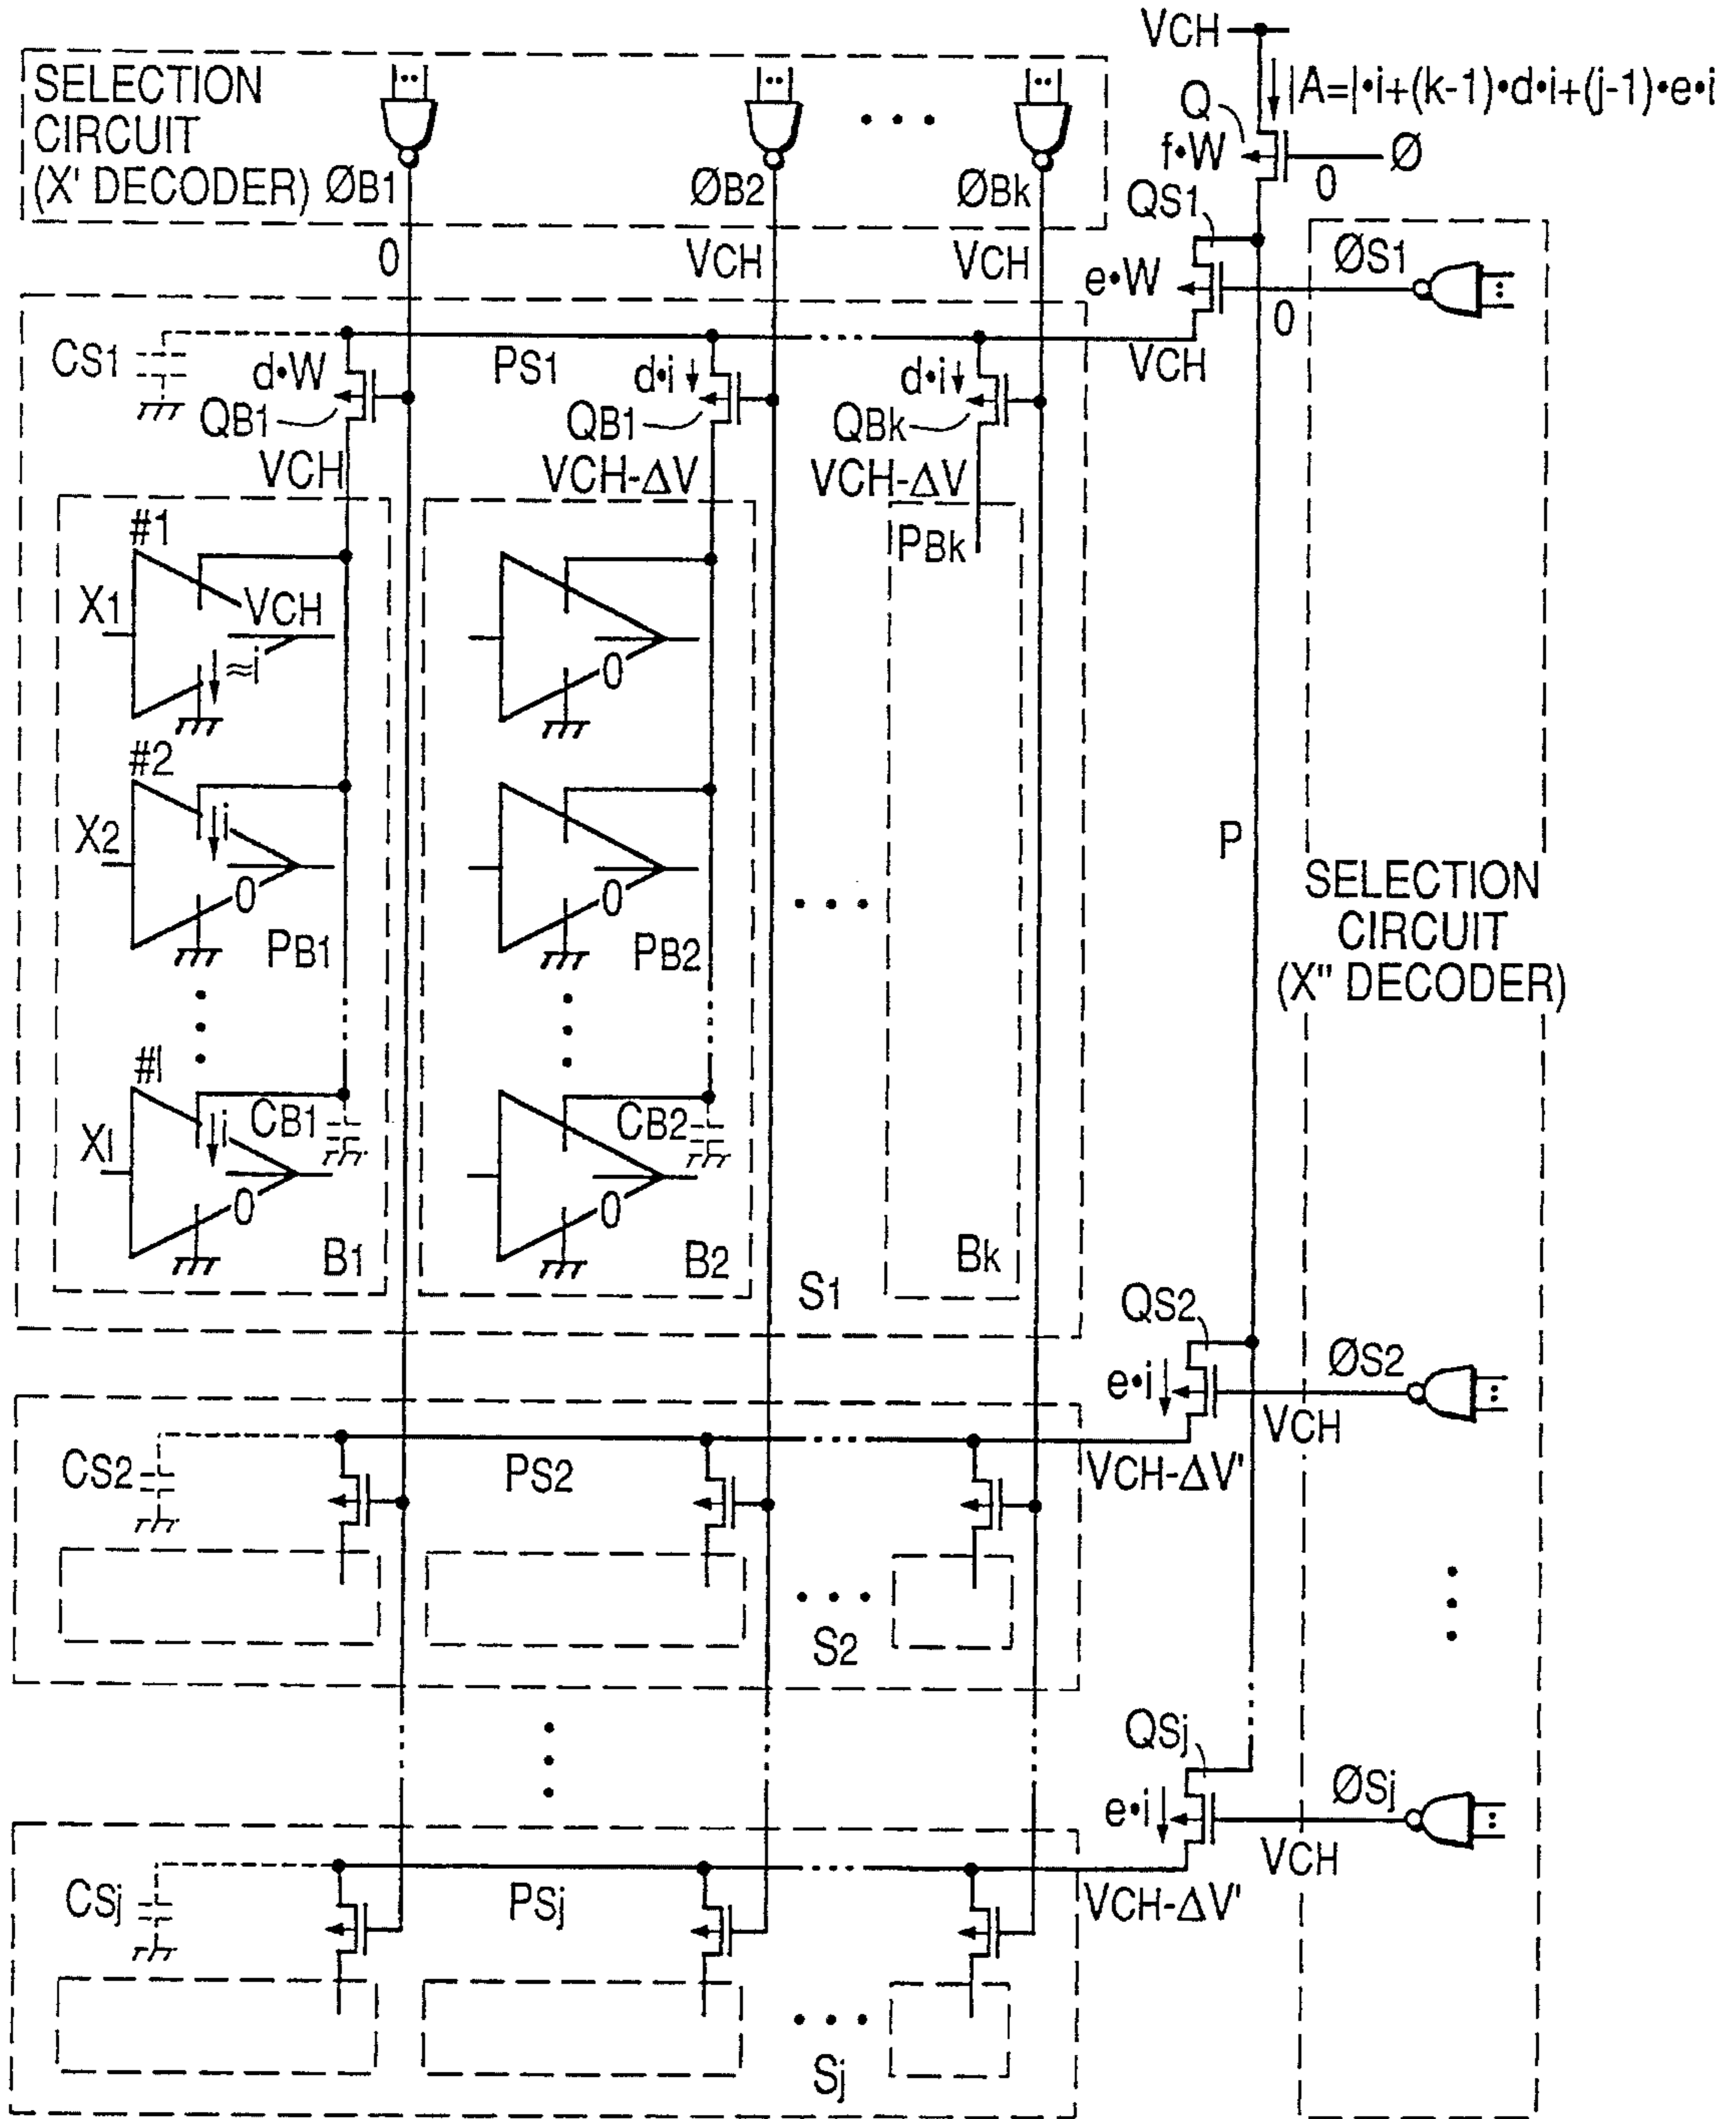 VCH
SELECTION
CIRCUIT
(X' DECODER)
ØB1
ØB2
• • •
ØBk
Q
IA=l•i+(k-1)•d•i+(j-1)•e•i
f•W
Ø
0
QS1
0
VCH
VCH
e•W
ØS1
0
CS1
d•W
PS1
d•i
d•i
VCH
QB1
QB1
QBk
VCH
VCH-ΔV
VCH-ΔV
#1
PBk
X1
VCH
≈i
0
#2
X2
i
0
PB1
0
PB2
• • •
P
SELECTION
CIRCUIT
(X" DECODER)
#l
Xl
i
CB1
0
B1
CB2
0
B2
S1
Bk
QS2
e•i
ØS2
VCH
CS2
PS2
VCH-ΔV'
• • •
S2
QSj
e•i
ØSj
VCH
CSj
PSj
VCH-ΔV'
• • •
Sj